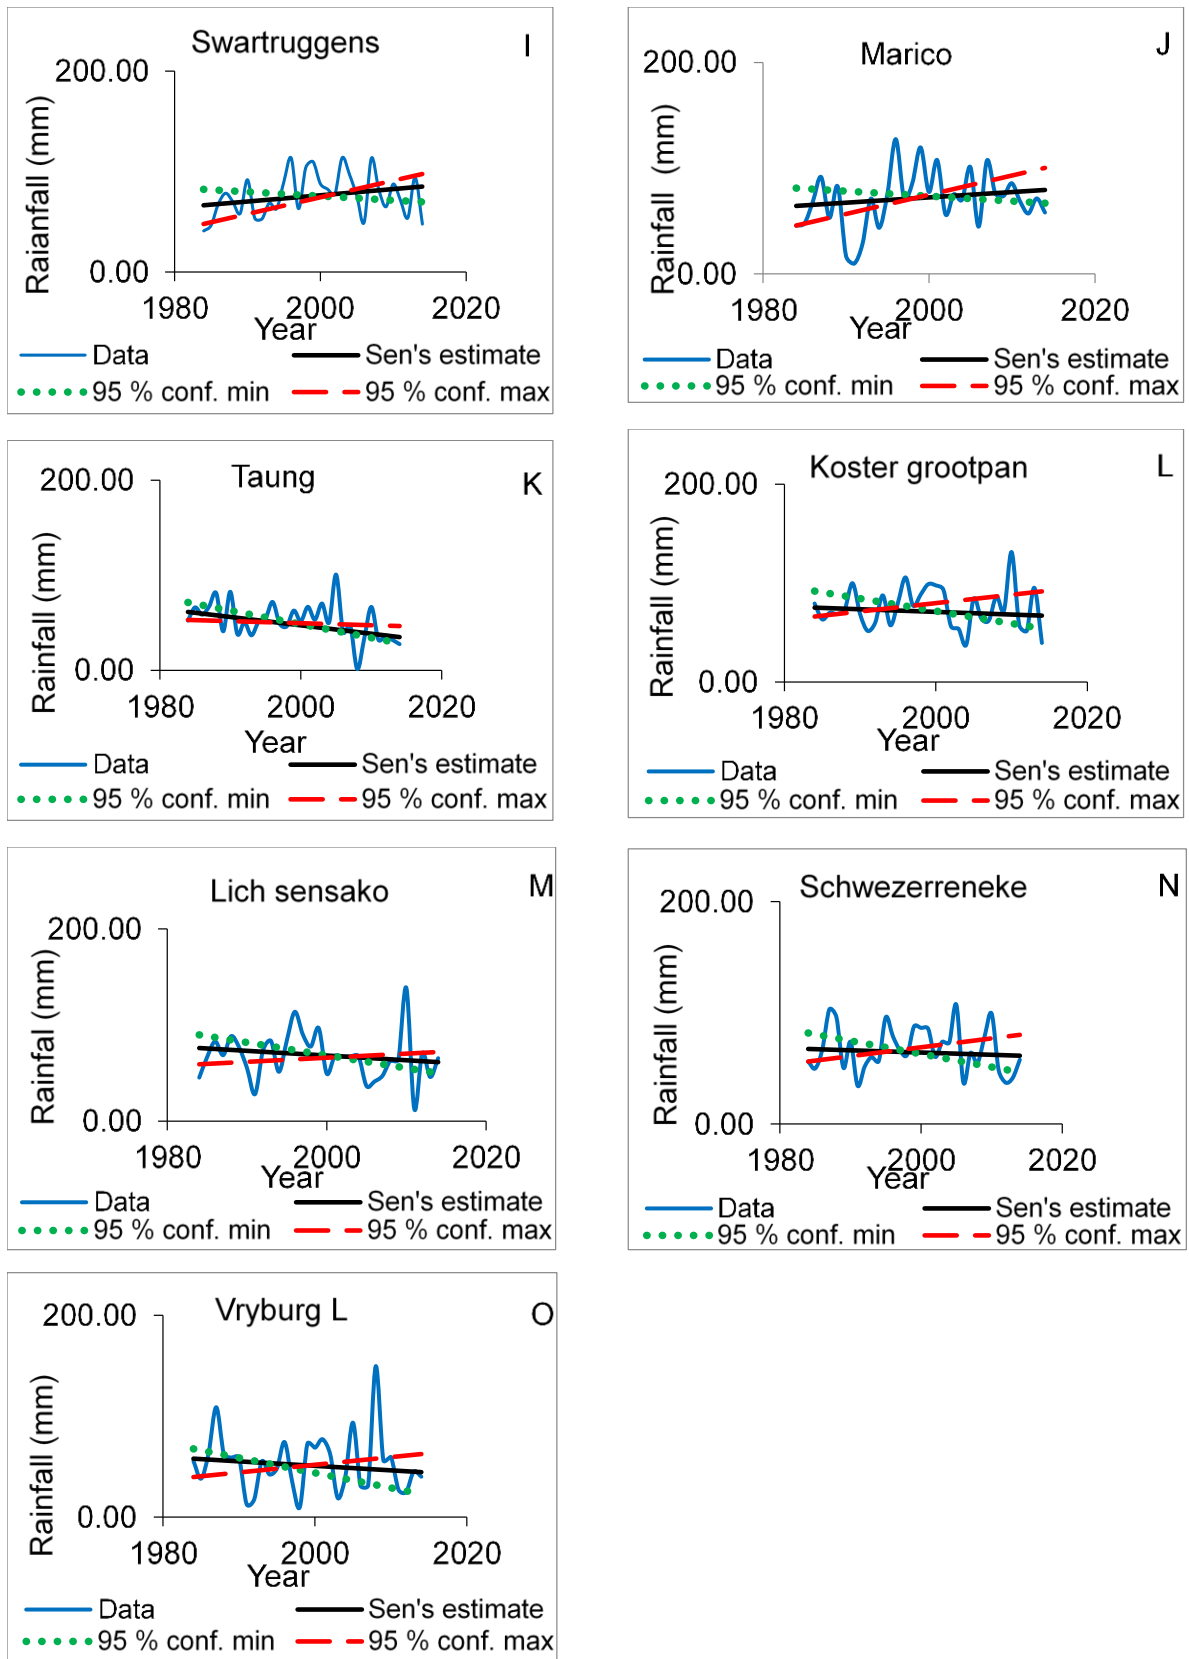 Swartruggens
I
200.00
Raianfall (mm)
0.00
1980 2000 2020
Year
Data Sen's estimate
95 % conf. min 95 % conf. max
Marico
J
200.00
Rainfall (mm)
0.00
1980 2000 2020
Year
Data Sen's estimate
95 % conf. min 95 % conf. max
Taung
K
200.00
Rainfall (mm)
0.00
1980 2000 2020
Year
Data Sen's estimate
95 % conf. min 95 % conf. max
Koster grootpan
L
200.00
Rainfall (mm)
0.00
1980 2000 2020
Year
Data Sen's estimate
95 % conf. min 95 % conf. max
Lich sensako
M
200.00
Rainfall (mm)
0.00
1980 2000 2020
Year
Data Sen's estimate
95 % conf. min 95 % conf. max
Schwezerreneke
N
200.00
Rainfall (mm)
0.00
1980 2000 2020
Year
Data Sen's estimate
95 % conf. min 95 % conf. max
Vryburg L
O
200.00
Rainfall (mm)
0.00
1980 2000 2020
Year
Data Sen's estimate
95 % conf. min 95 % conf. max